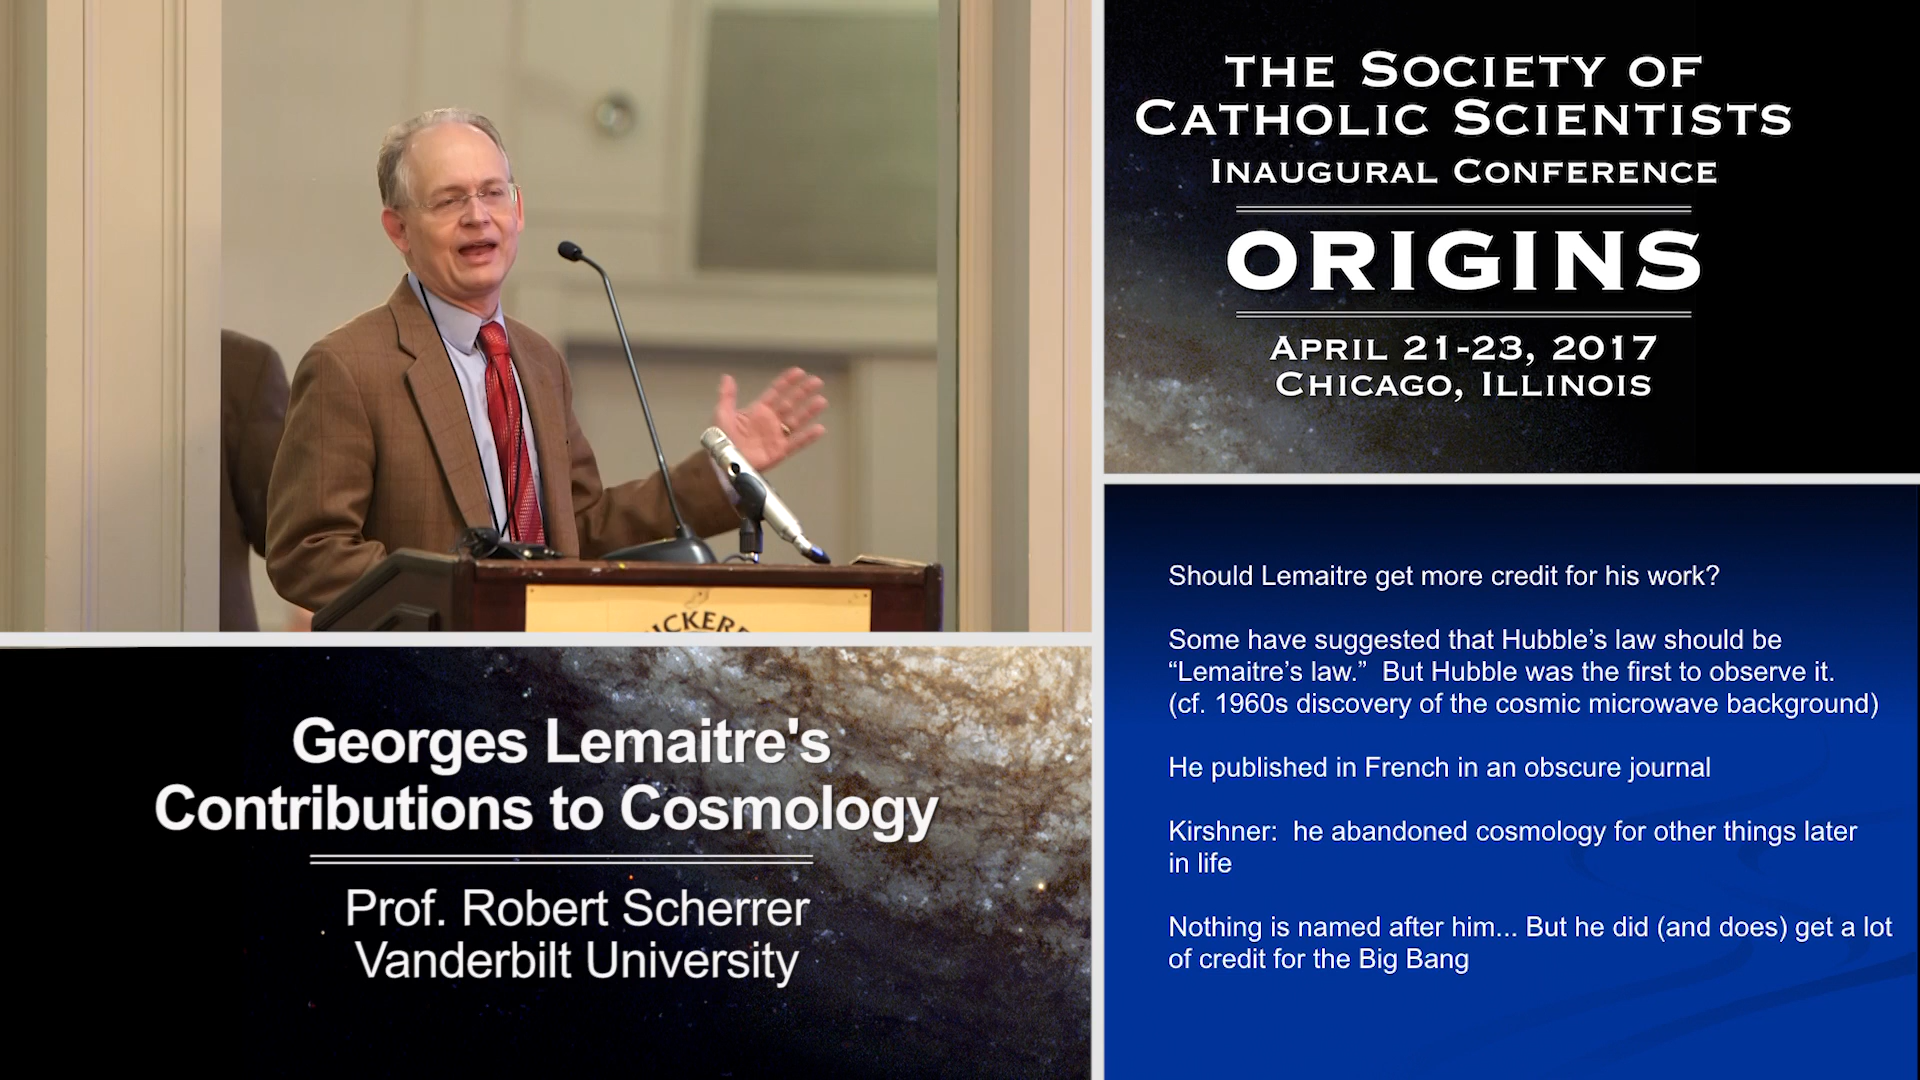 THE SOCIETY OF
CATHOLIC SCIENTISTS
INAUGURAL CONFERENCE
ORIGINS
APRIL 21-23, 2017
CHICAGO, ILLINOIS
Georges Lemaitre's
Contributions to Cosmology
Prof. Robert Scherrer
Vanderbilt University
Should Lemaitre get more credit for his work?
Some have suggested that Hubble’s law should be
“Lemaitre’s law.”  But Hubble was the first to observe it.
(cf. 1960s discovery of the cosmic microwave background)
He published in French in an obscure journal
Kirshner:  he abandoned cosmology for other things later
in life
Nothing is named after him... But he did (and does) get a lot
of credit for the Big Bang